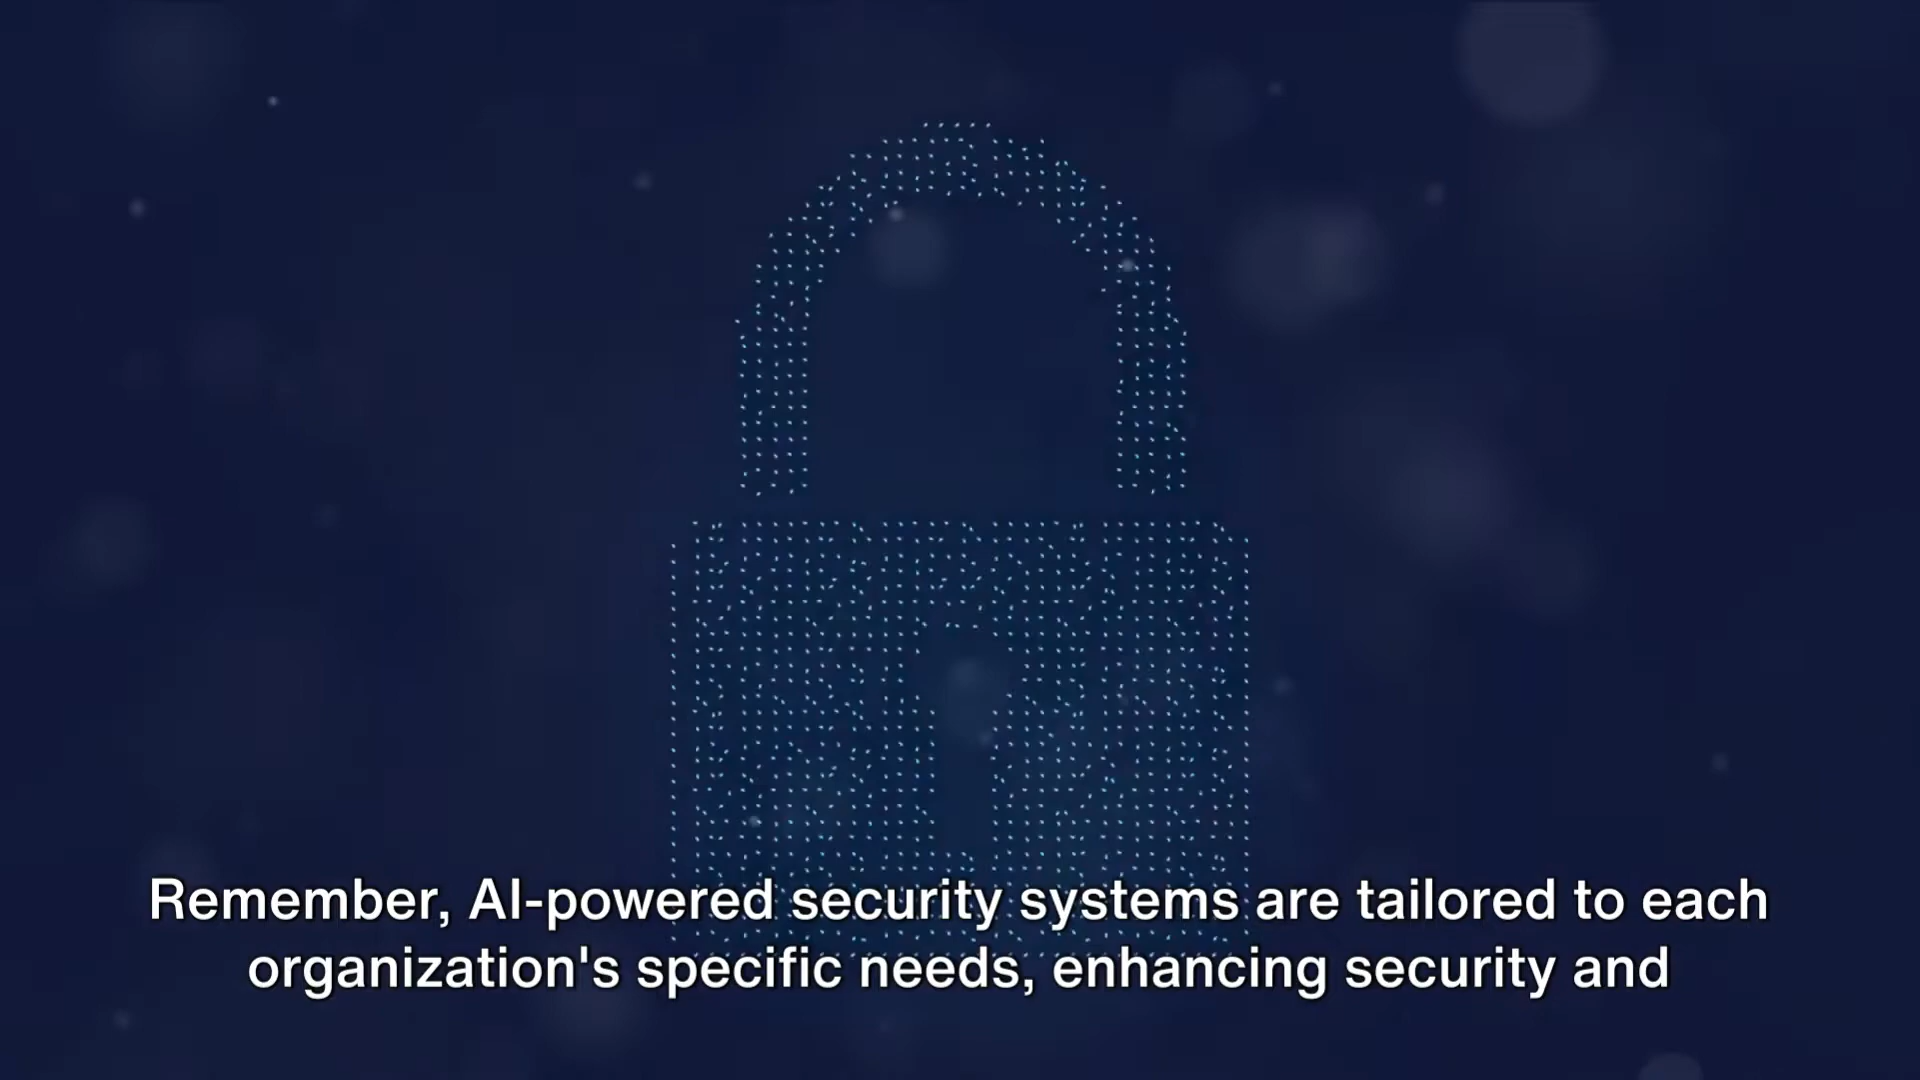 Remember, AI-powered security systems are tailored to each
organization's specific needs, enhancing security and